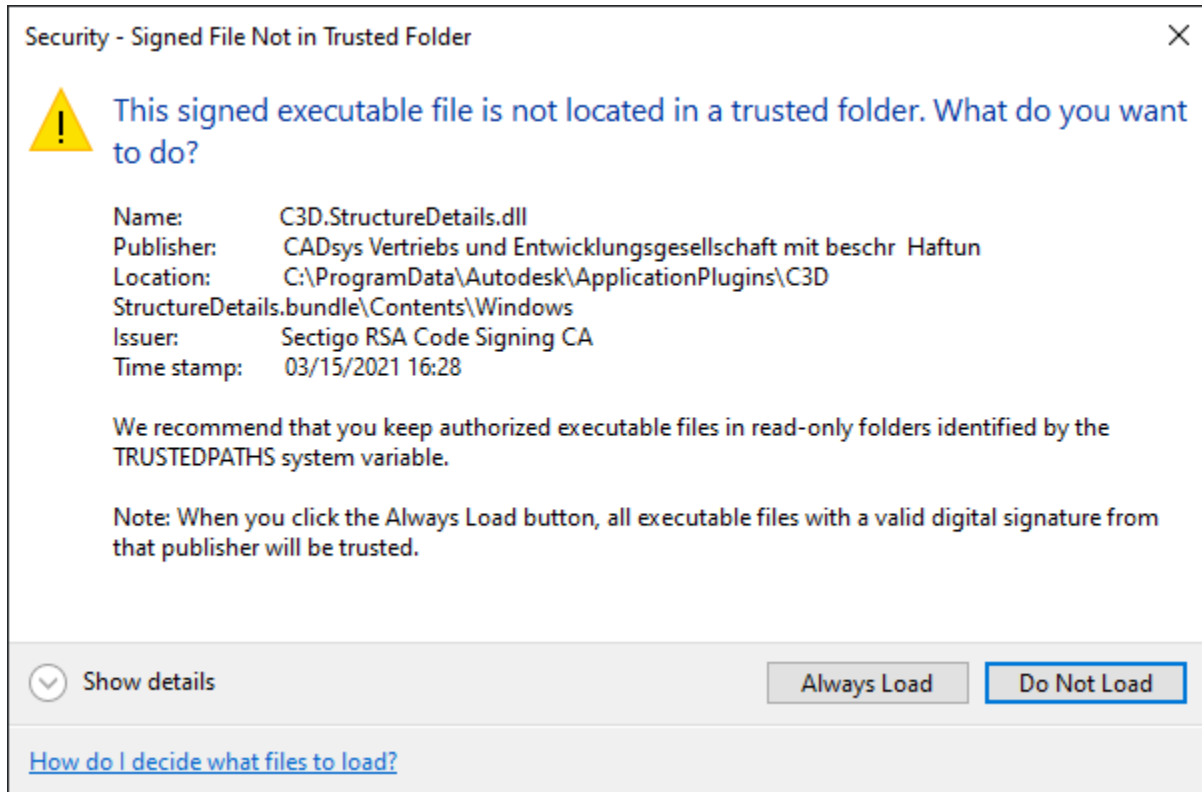 Security - Signed File Not in Trusted Folder
This signed executable file is not located in a trusted folder. What do you want
to do?
Name: C3D.StructureDetails.dll
Publisher: CADsys Vertriebs und Entwicklungsgesellschaft mit beschr  Haftun
Location: C:\ProgramData\Autodesk\ApplicationPlugins\C3D
StructureDetails.bundle\Contents\Windows
Issuer: Sectigo RSA Code Signing CA
Time stamp: 03/15/2021 16:28
We recommend that you keep authorized executable files in read-only folders identified by the
TRUSTEDPATHS system variable.
Note: When you click the Always Load button, all executable files with a valid digital signature from
that publisher will be trusted.
Show details
Always Load
Do Not Load
How do I decide what files to load?